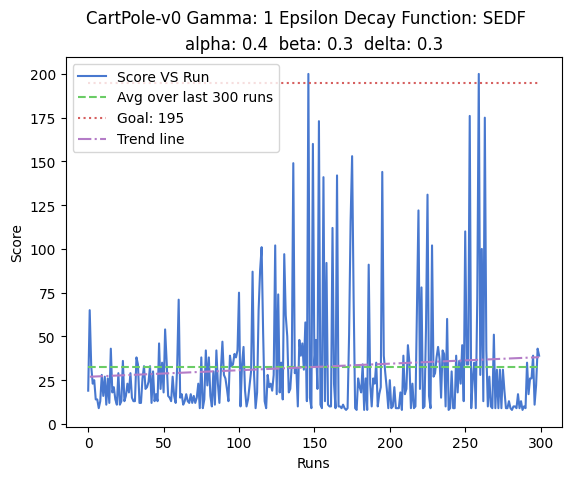 CartPole-v0 Gamma: 1 Epsilon Decay Function: SEDF
alpha: 0.4 beta: 0.3 delta: 0.3
Score VS Run
Avg over last 300 runs
Goal: 195
Trend line
200
175
150
125
100
75
50
25
0
Score
0 50 100 150 200 250 300
Runs